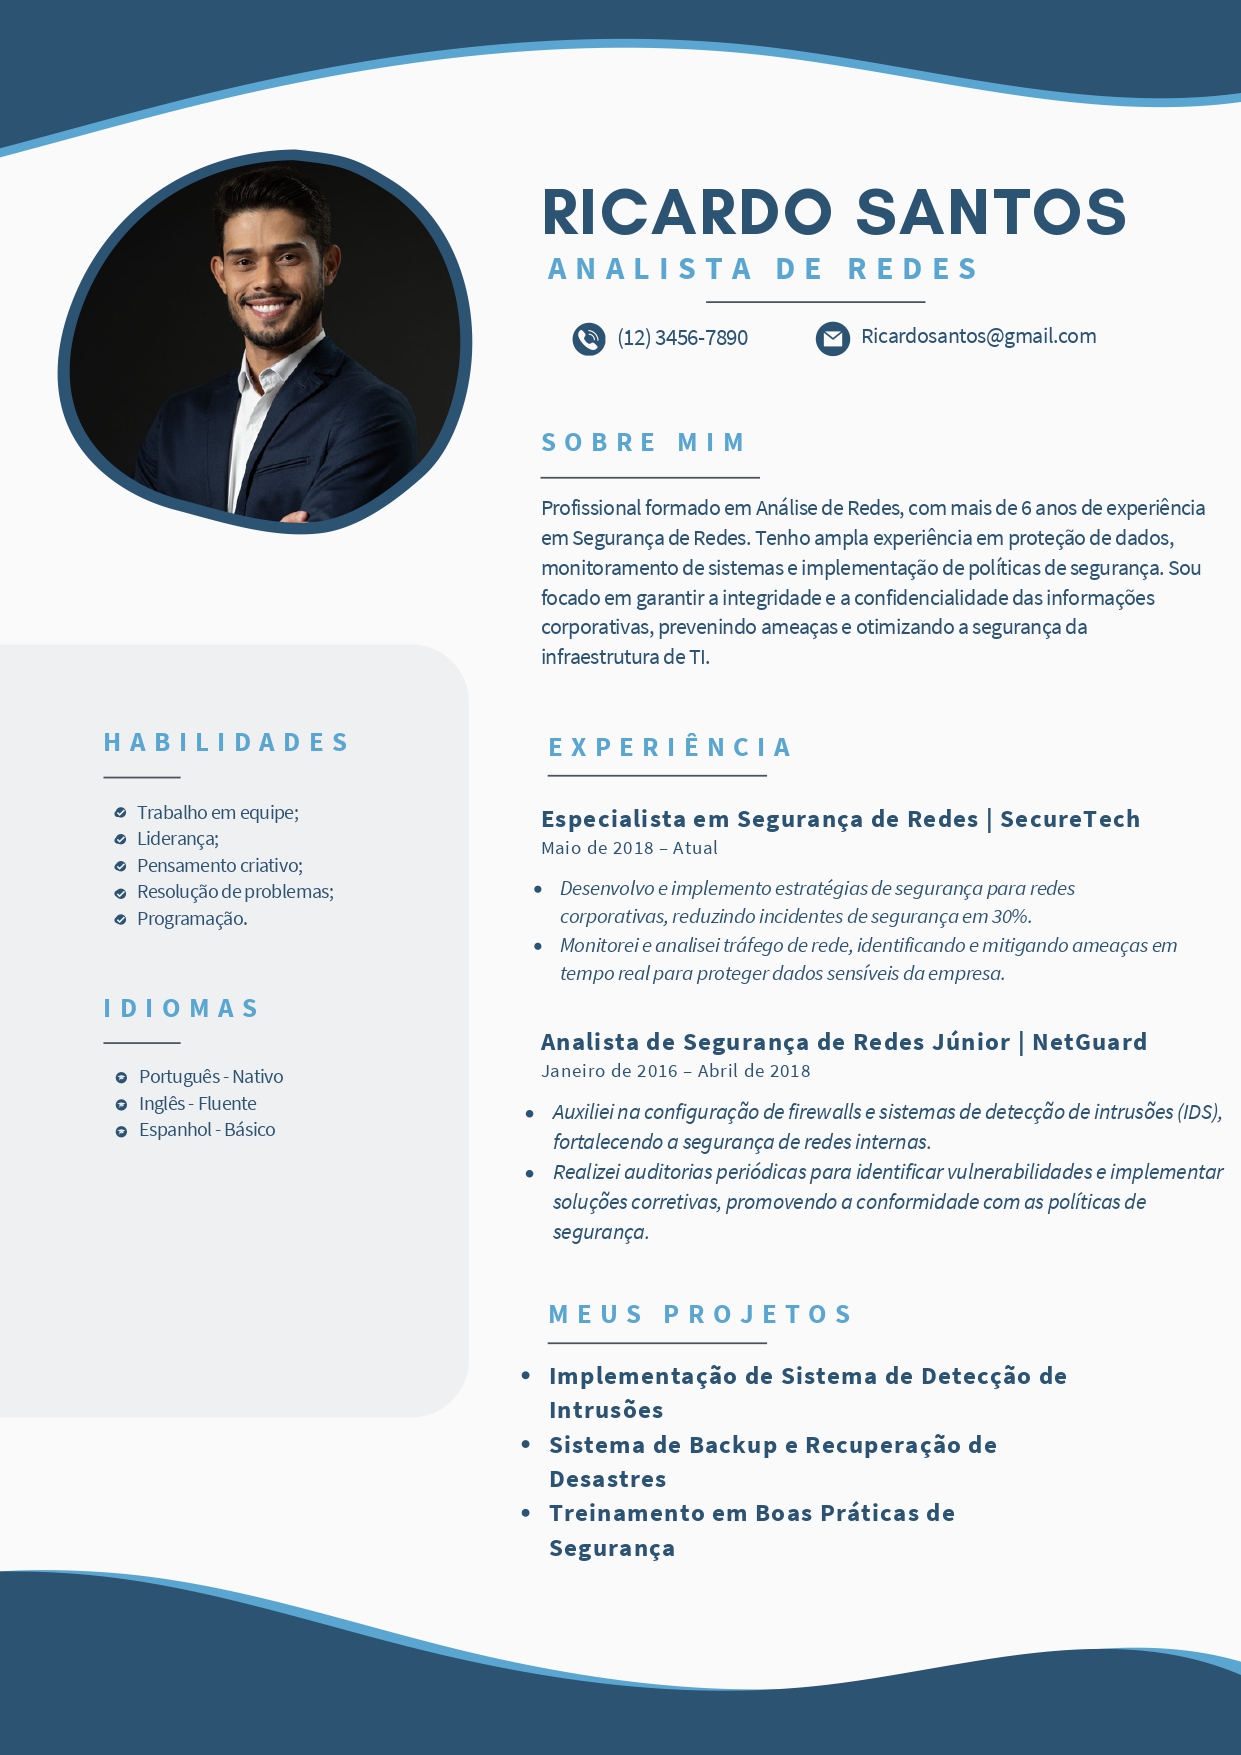 RICARDO SANTOS
ANALISTA DE REDES
(12) 3456-7890
Ricardosantos@gmail.com
SOBRE MIM
Profissional formado em Análise de Redes, com mais de 6 anos de experiência
em Segurança de Redes. Tenho ampla experiência em proteção de dados,
monitoramento de sistemas e implementação de políticas de segurança. Sou
focado em garantir a integridade e a confidencialidade das informações
corporativas, prevenindo ameaças e otimizando a segurança da
infraestrutura de TI.
HABILIDADES
Trabalho em equipe;
Liderança;
Pensamento criativo;
Resolução de problemas;
Programação.
IDIOMAS
Português - Nativo
Inglês - Fluente
Espanhol - Básico
EXPERIÊNCIA
Especialista em Segurança de Redes | SecureTech
Maio de 2018 – Atual
• Desenvolvo e implemento estratégias de segurança para redes
corporativas, reduzindo incidentes de segurança em 30%.
• Monitorei e analisei tráfego de rede, identificando e mitigando ameaças em
tempo real para proteger dados sensíveis da empresa.
Analista de Segurança de Redes Júnior | NetGuard
Janeiro de 2016 – Abril de 2018
• Auxiliei na configuração de firewalls e sistemas de detecção de intrusões (IDS),
fortalecendo a segurança de redes internas.
• Realizei auditorias periódicas para identificar vulnerabilidades e implementar
soluções corretivas, promovendo a conformidade com as políticas de
segurança.
MEUS PROJETOS
• Implementação de Sistema de Detecção de
Intrusões
• Sistema de Backup e Recuperação de
Desastres
• Treinamento em Boas Práticas de
Segurança